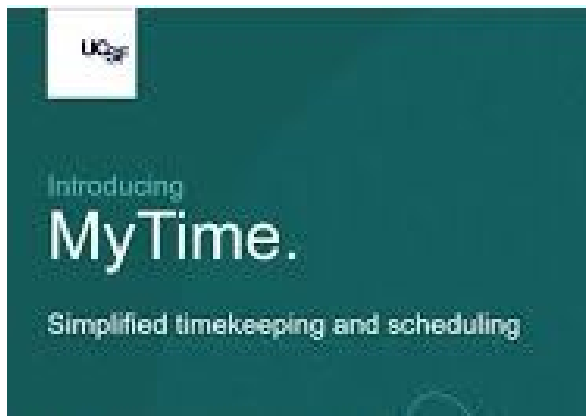 UCSF
Introducing
MyTime.
Simplified timekeeping and scheduling